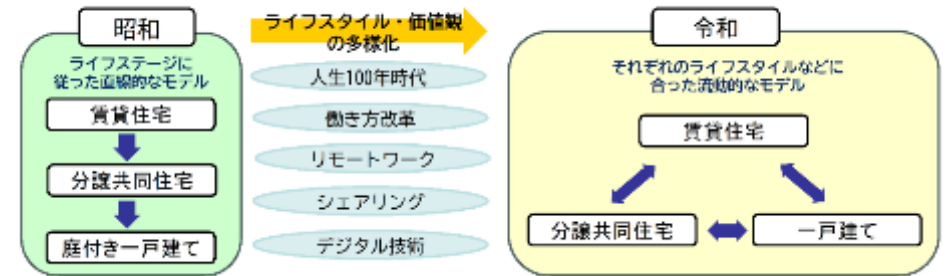 昭和
ライフステージに
従った直線的なモデル
賃貸住宅
分譲共同住宅
庭付き一戸建て
ライフスタイル・価値観
の多様化
人生100年時代
働き方改革
リモートワーク
シェアリング
デジタル技術
令和
それぞれのライフスタイルなどに
合った流動的なモデル
賃貸住宅
分譲共同住宅
一戸建て